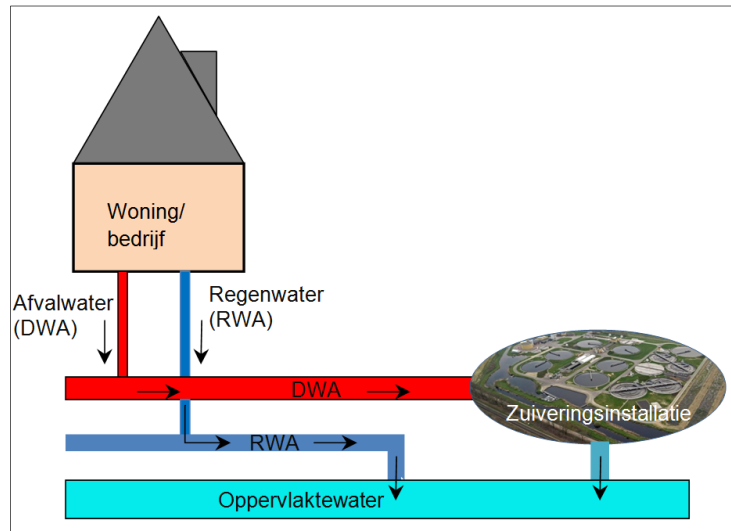 Woning/
bedrijf
Afvalwater
(DWA)
Regenwater
(RWA)
DWA
Zuiveringsinstallatie
RWA
Oppervlaktewater